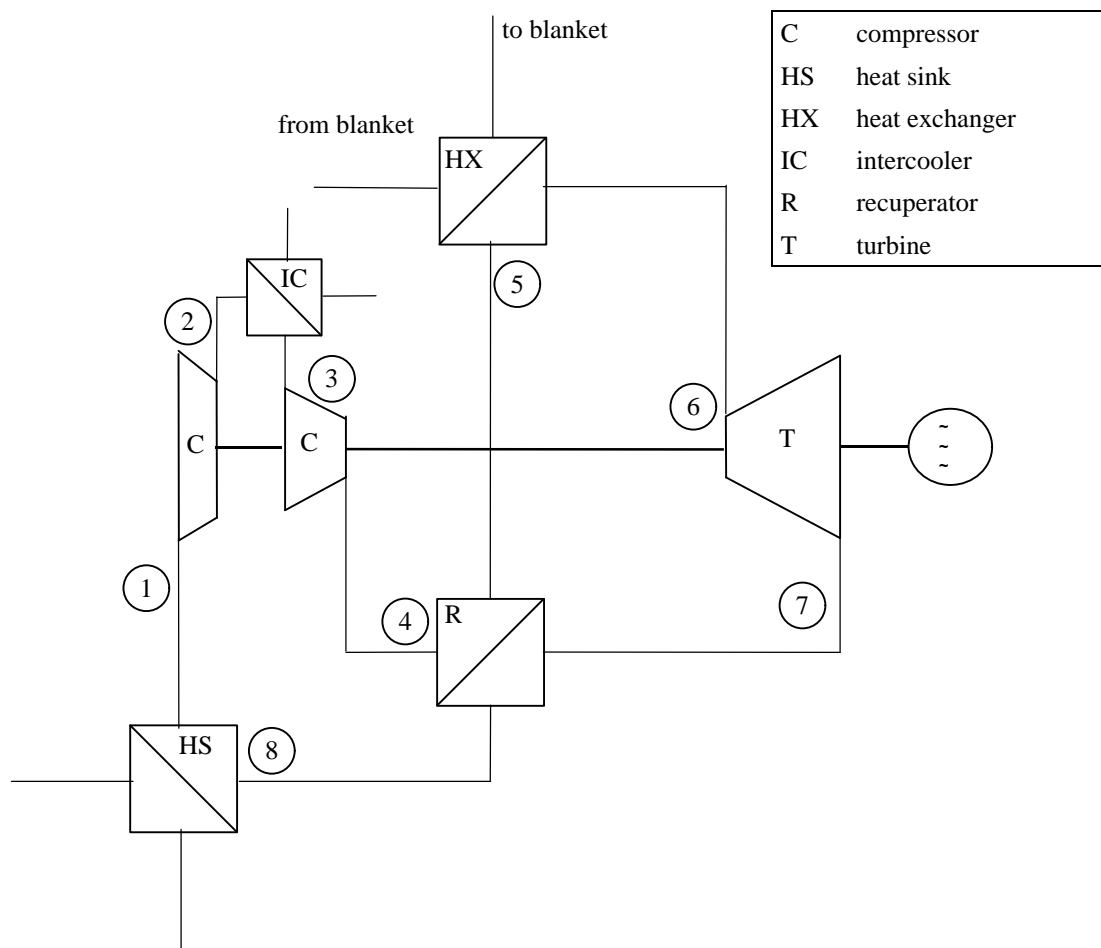 to blanket
C compressor
HS heat sink
HX heat exchanger
IC intercooler
R recuperator
T turbine
from blanket
HX
IC
5
2
3
6
C
C
T
~
~
~
1
4
R
7
HS
8